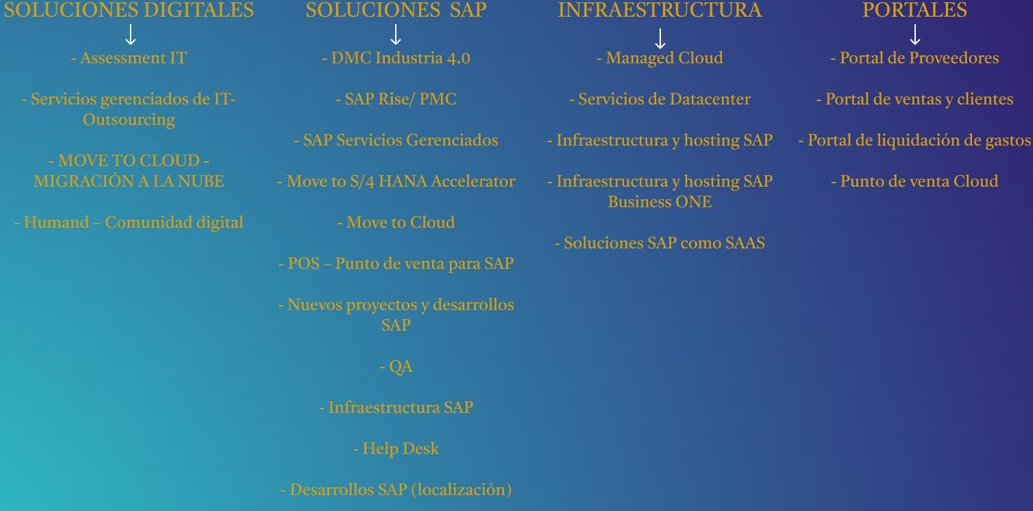 SOLUCIONES DIGITALES
- Assessment IT
- Servicios gerenciados de IT-
Outsourcing
- MOVE TO CLOUD -
MIGRACIÓN A LA NUBE
- Humand – Comunidad digital
SOLUCIONES SAP
- DMC Industria 4.0
- SAP Rise/ PMC
- SAP Servicios Gerenciados
- Move to S/4 HANA Accelerator
- Move to Cloud
- POS – Punto de venta para SAP
- Nuevos proyectos y desarrollos
SAP
- QA
- Infraestructura SAP
- Help Desk
- Desarrollos SAP (localización)
INFRAESTRUCTURA
- Managed Cloud
- Servicios de Datacenter
- Infraestructura y hosting SAP
- Infraestructura y hosting SAP
Business ONE
- Soluciones SAP como SAAS
PORTALES
- Portal de Proveedores
- Portal de ventas y clientes
- Portal de liquidación de gastos
- Punto de venta Cloud